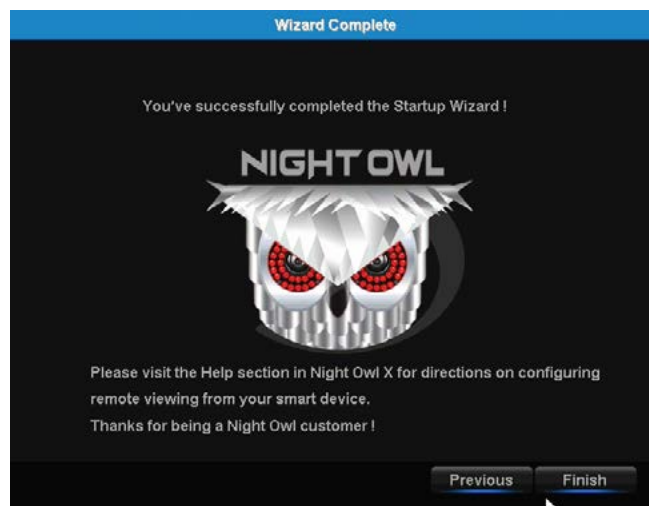 Wizard Complete
You've successfully completed the Startup Wizard !
NIGHT OWL
Please visit the Help section in Night Owl X for directions on configuring
remote viewing from your smart device.
Thanks for being a Night Owl customer !
Previous Finish